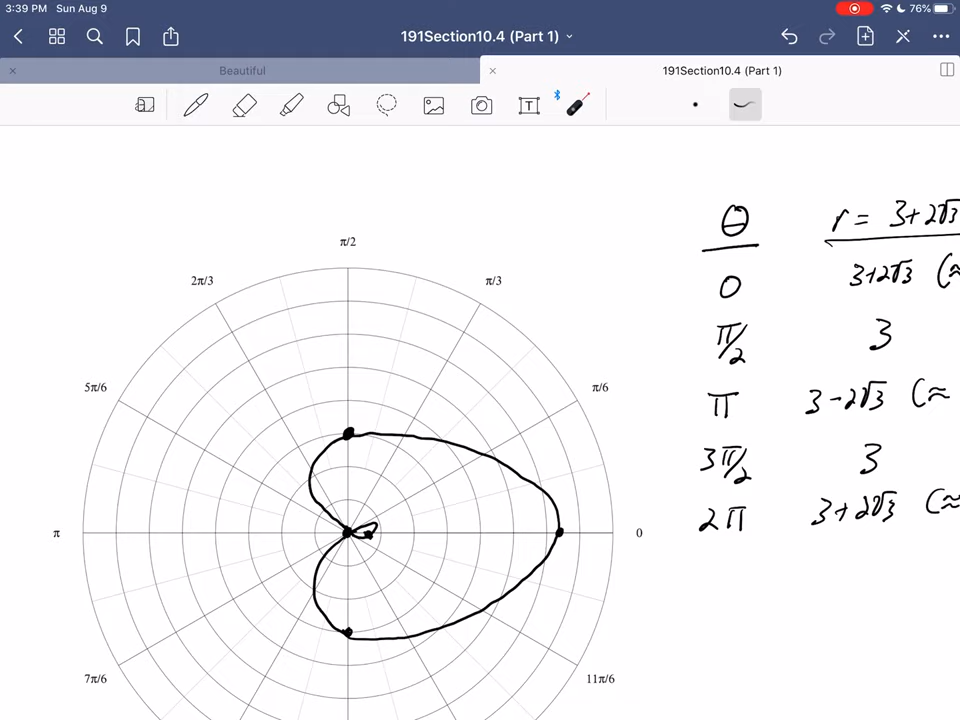 3:39 PM Sun Aug 9
76%
191Section10.4 (Part 1)
Beautiful
191Section10.4 (Part 1)
T
π/2
2π/3
π/3
5π/6
π/6
π
0
7π/6
11π/6
θ r = 3+2√3
0 3+2√3 (≈
π/2 3
π 3-2√3 (≈
3π/2 3
2π 3+2√3 (≈